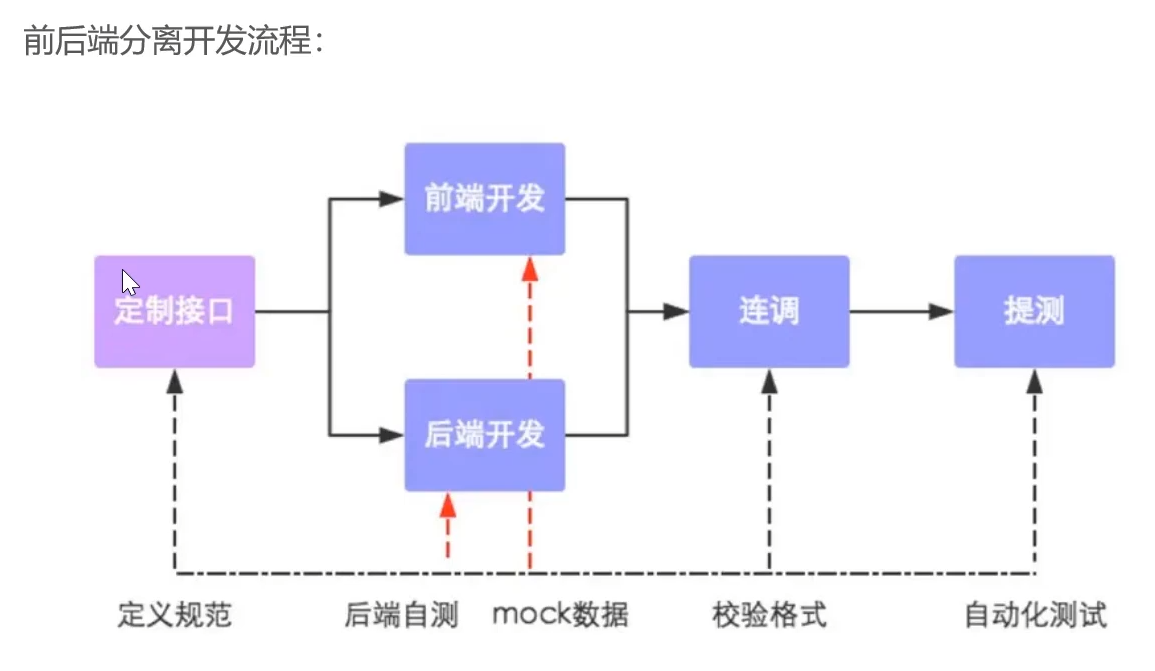 前后端分离开发流程：
前端开发
定制接口
连调
提测
后端开发
定义规范
后端自测
mock数据
校验格式
自动化测试